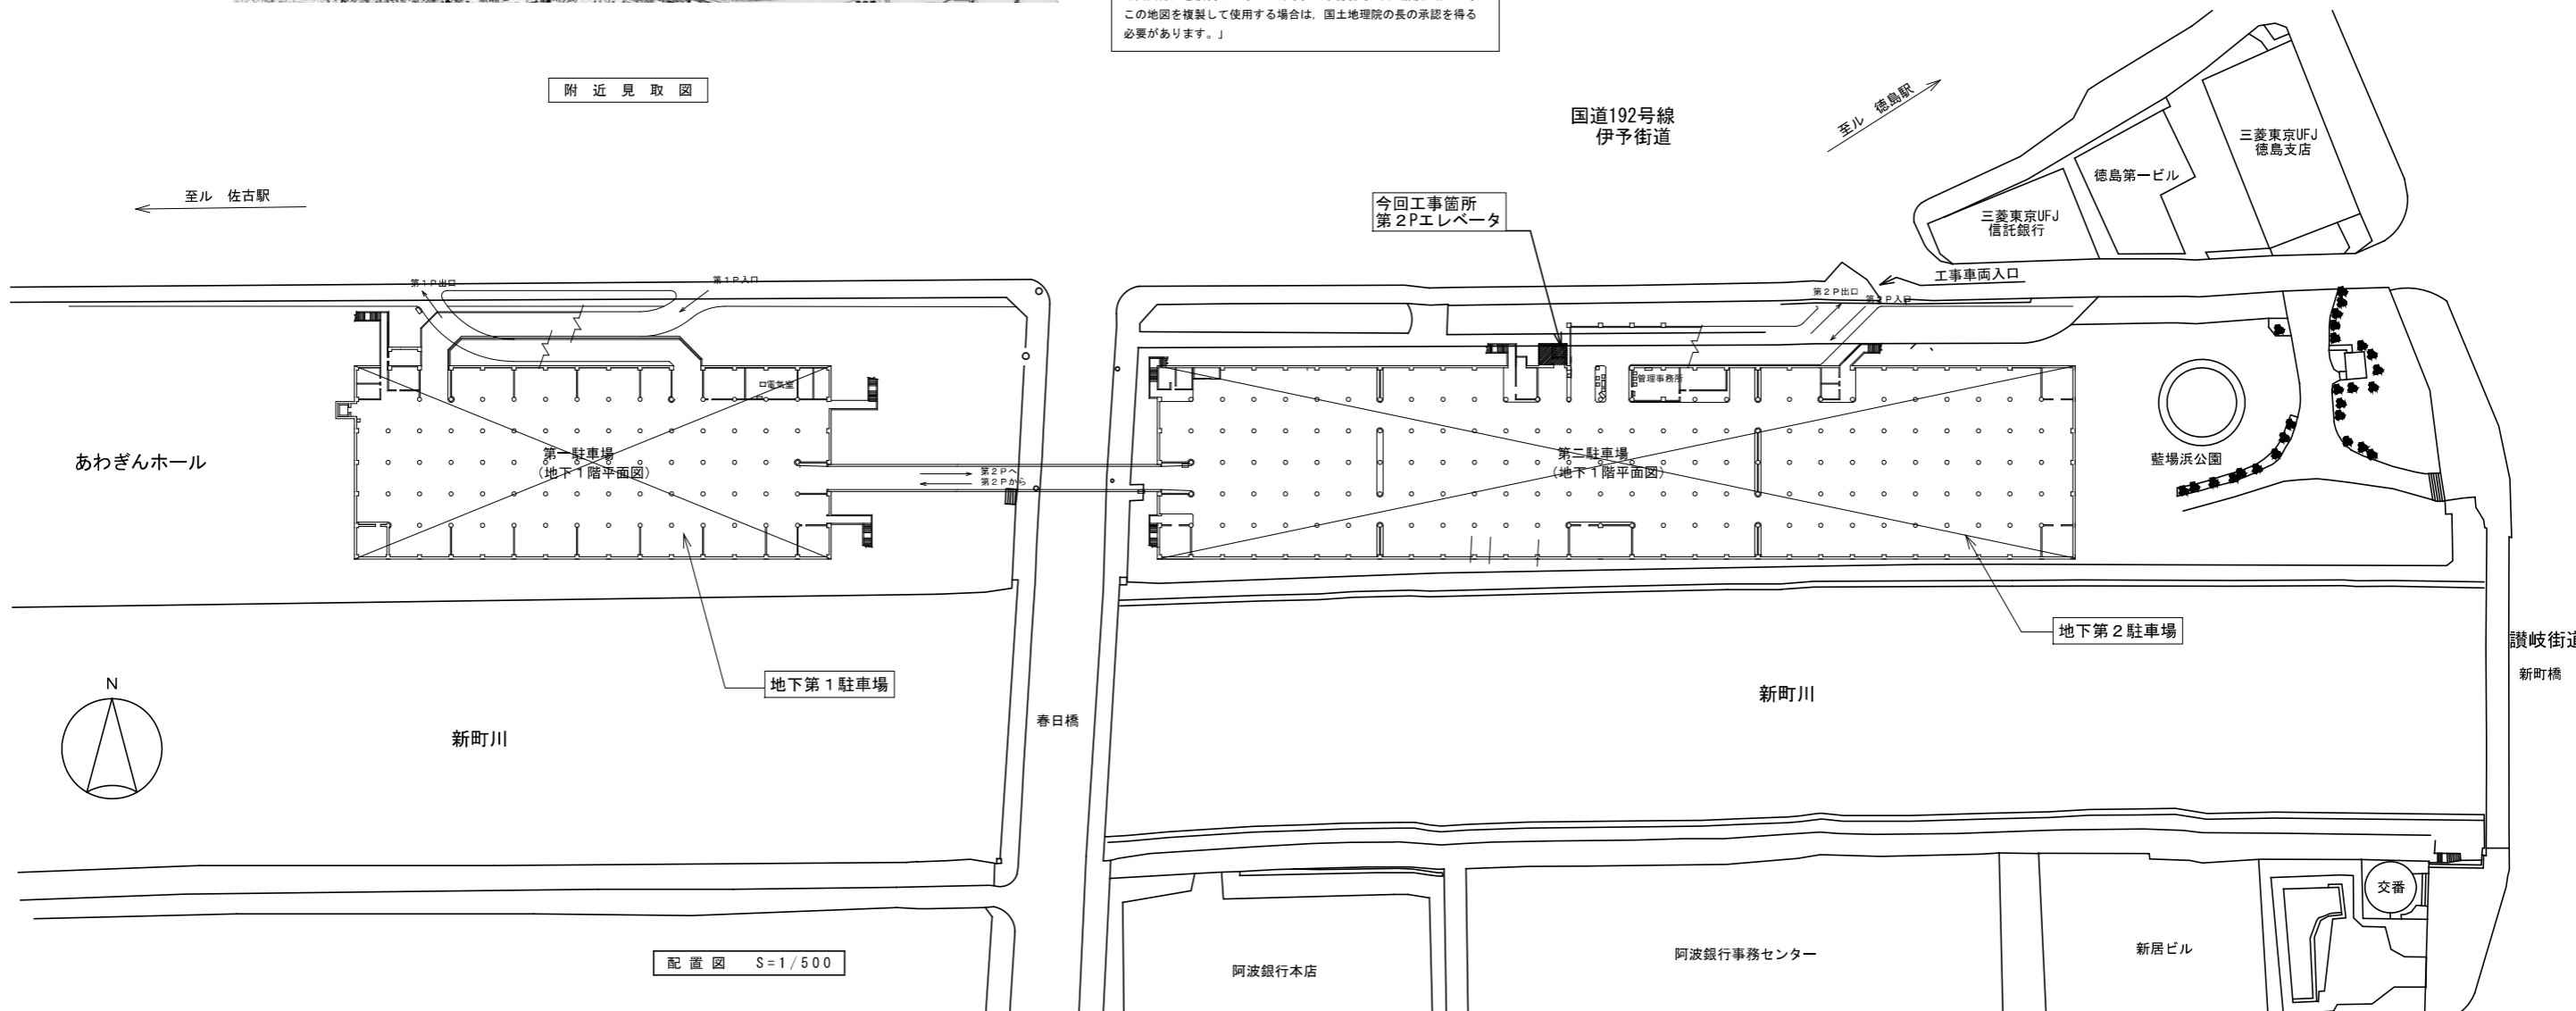 この地図を複製して使用する場合は，国土地理院の長の承認を得る
必要があります。」
附近見取図
国道192号線
伊予街道
至ル 徳島駅
三菱東京UFJ
徳島支店
徳島第一ビル
三菱東京UFJ
信託銀行
至ル 佐古駅
今回工事箇所
第２Pエレベータ
工事車両入口
第１Ｐ出口
第１Ｐ入口
第２Ｐ出口
第２Ｐ入口
電気室
管理事務所
あわぎんホール
第一駐車場
(地下１階平面図)
第２Ｐへ
第２Ｐから
第二駐車場
(地下１階平面図)
藍場浜公園
地下第２駐車場
讃岐街道
新町橋
地下第１駐車場
N
新町川
春日橋
新町川
交番
配置図 S=1/500
阿波銀行本店
阿波銀行事務センター
新居ビル